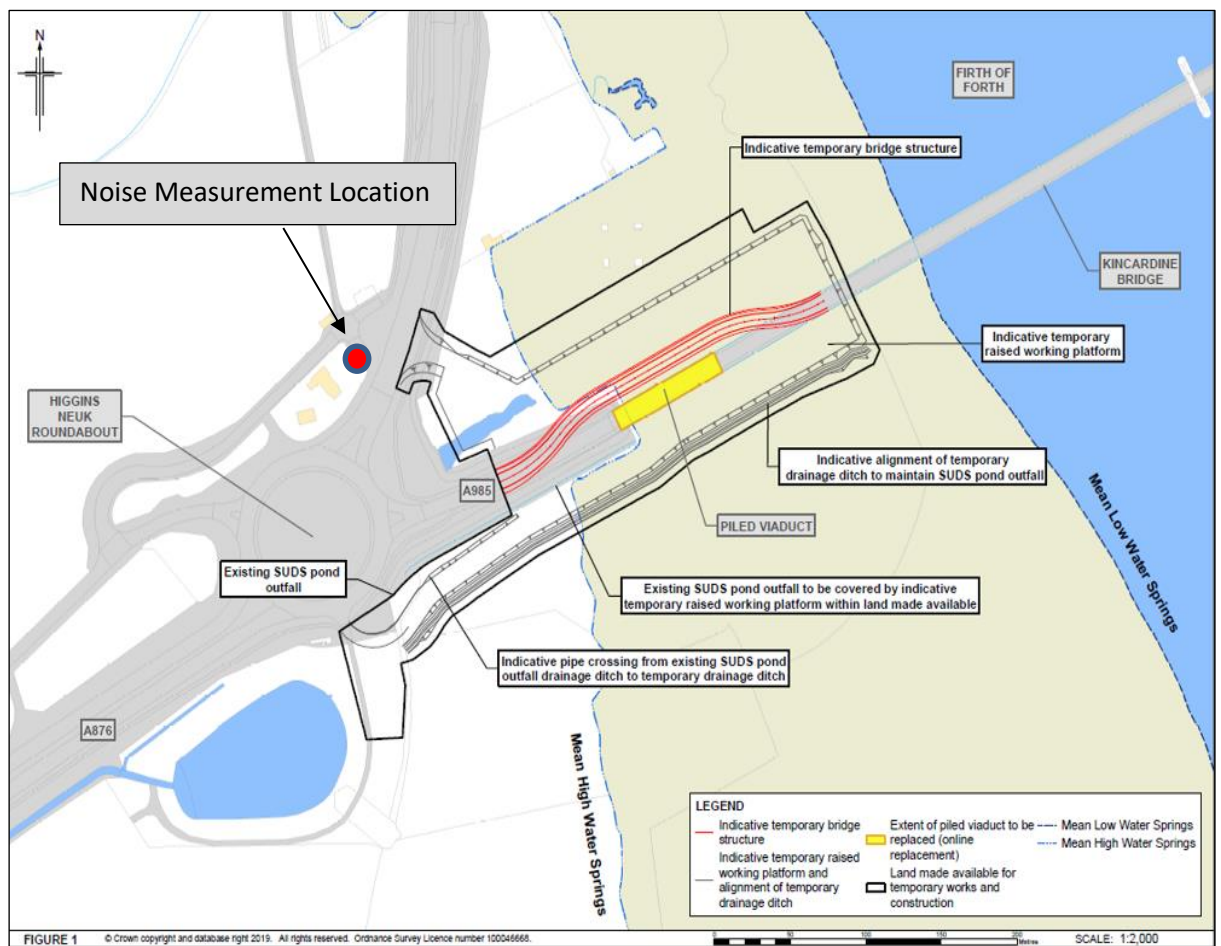 N
FIRTH OF
FORTH
Indicative temporary bridge structure
Noise Measurement Location
KINCARDINE
BRIDGE
Indicative temporary
raised working platform
HIGGINS
NEUK
ROUNDABOUT
Indicative alignment of temporary
drainage ditch to maintain SUDS pond outfall
A985
PILED VIADUCT
Existing SUDS pond
outfall
Existing SUDS pond outfall to be covered by indicative
temporary raised working platform within land made available
Mean Low Water Springs
Indicative pipe crossing from existing SUDS pond
outfall drainage ditch to temporary drainage ditch
A876
Mean High Water Springs
LEGEND
Indicative temporary bridge
structure
Indicative temporary raised
working platform and
alignment of temporary
drainage ditch
Extent of piled viaduct to be
replaced (online
replacement)
Land made available for
temporary works and
construction
Mean Low Water Springs
Mean High Water Springs
FIGURE 1
© Crown copyright and database right 2019. All rights reserved. Ordnance Survey Licence number 100046668.
0 50 100 150 200
Metres
SCALE: 1:2,000